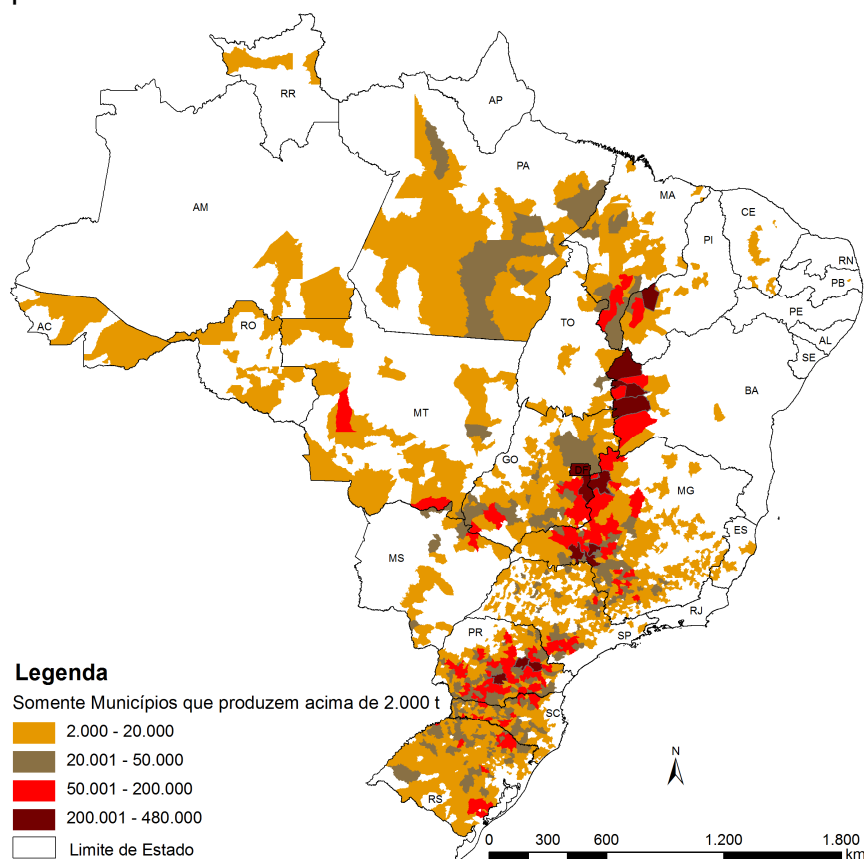 RR
AP
AM
PA
MA
CE
RN
PB
PI
PE
AL
SE
AC
RO
TO
BA
MT
GO
DF
MG
ES
MS
RJ
SP
PR
SC
RS
N
Legenda
Somente Municípios que produzem acima de 2.000 t
2.000 - 20.000
20.001 - 50.000
50.001 - 200.000
200.001 - 480.000
Limite de Estado
0 300 600 1.200 1.800
km